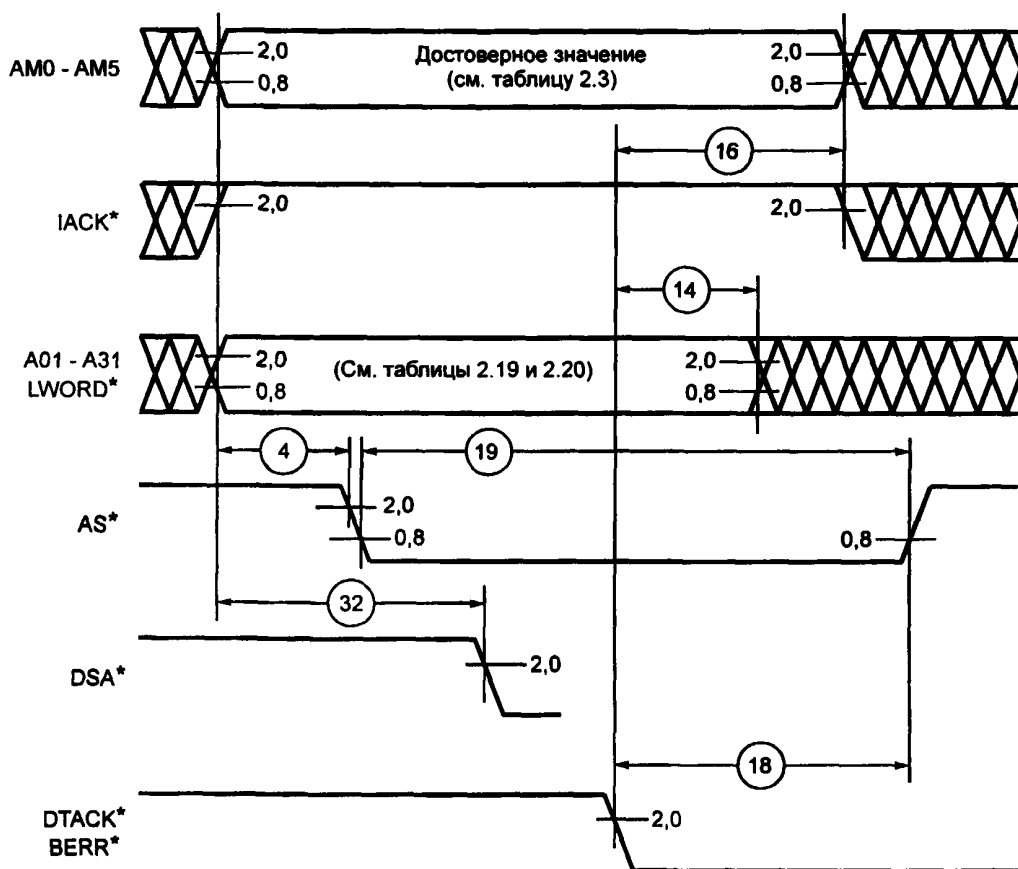 AM0 - AM5
2,0
0,8
Достоверное значение
(см. таблицу 2.3)
2,0
0,8
16
IACK*
2,0
2,0
14
A01 - A31
LWORD*
2,0
0,8
(См. таблицы 2.19 и 2.20)
2,0
0,8
4
19
AS*
2,0
0,8
0,8
32
DSA*
2,0
18
DTACK*
BERR*
2,0